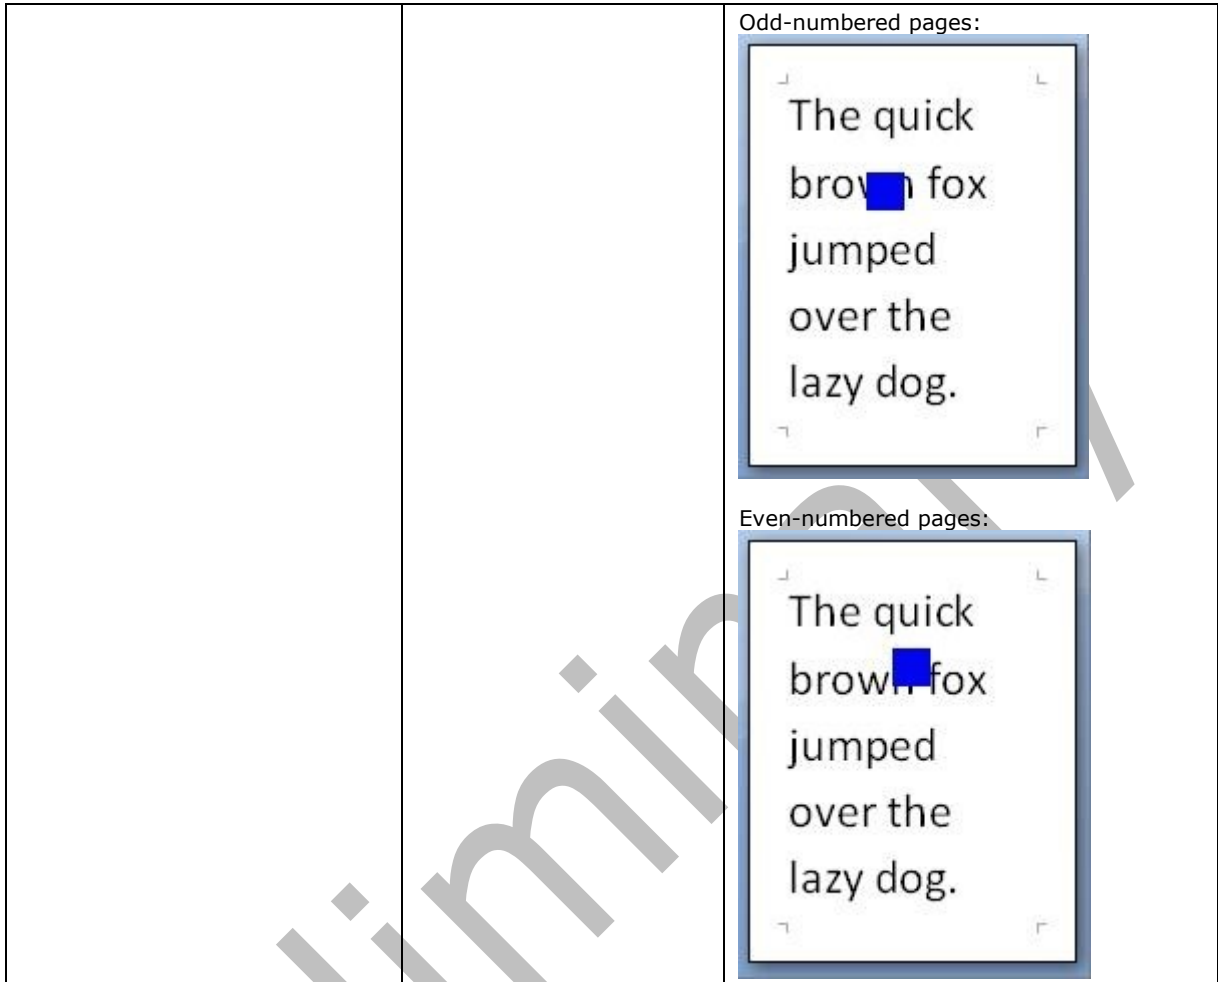 Odd-numbered pages:
The quick
brown fox
jumped
over the
lazy dog.
Even-numbered pages:
The quick
brown fox
jumped
over the
lazy dog.